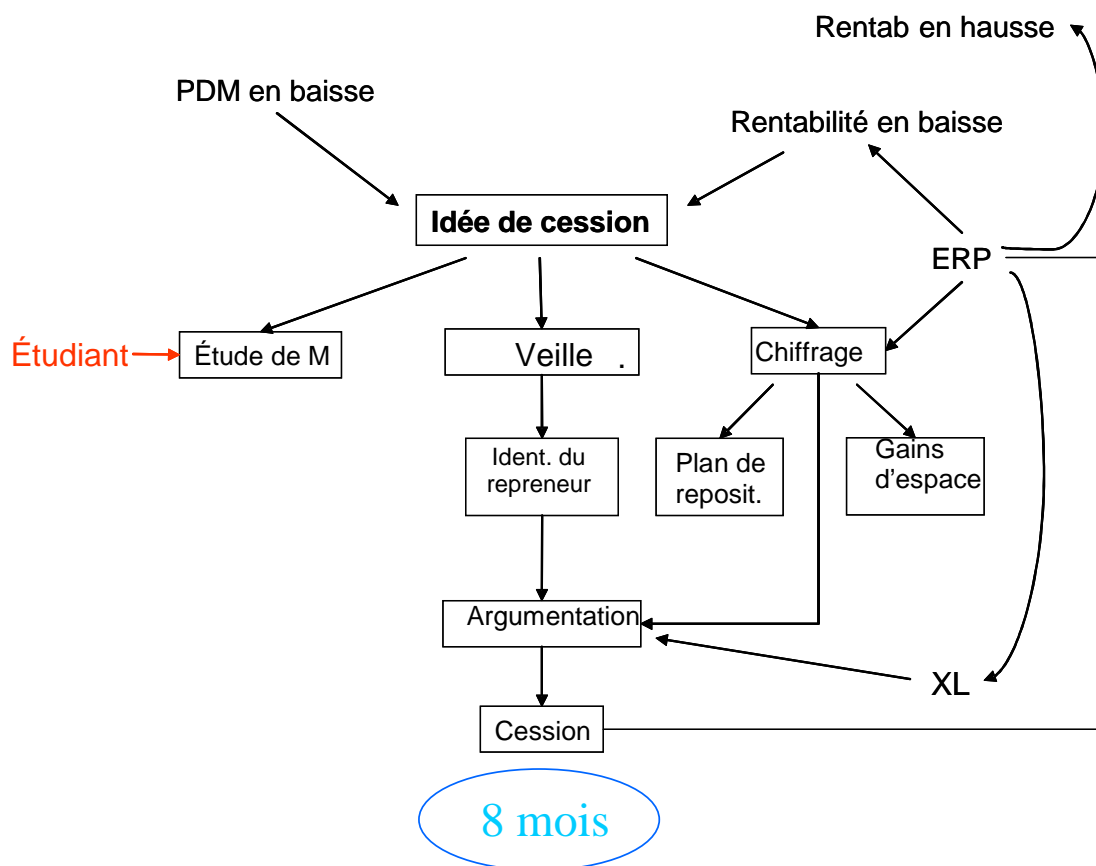 Rentab en hausse
PDM en baisse
Rentabilité en baisse
Idée de cession
ERP
Étudiant
Étude de M
Veille .
Chiffrage
Ident. du
repreneur
Plan de
reposit.
Gains
d’espace
Argumentation
XL
Cession
8 mois